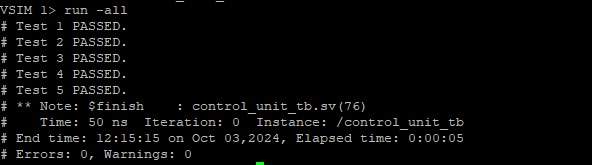 VSIM 1> run -all
# Test 1 PASSED.
# Test 2 PASSED.
# Test 3 PASSED.
# Test 4 PASSED.
# Test 5 PASSED.
# ** Note: $finish    : control_unit_tb.sv(76)
#    Time: 50 ns  Iteration: 0  Instance: /control_unit_tb
# End time: 12:15:15 on Oct 03,2024, Elapsed time: 0:00:05
# Errors: 0, Warnings: 0